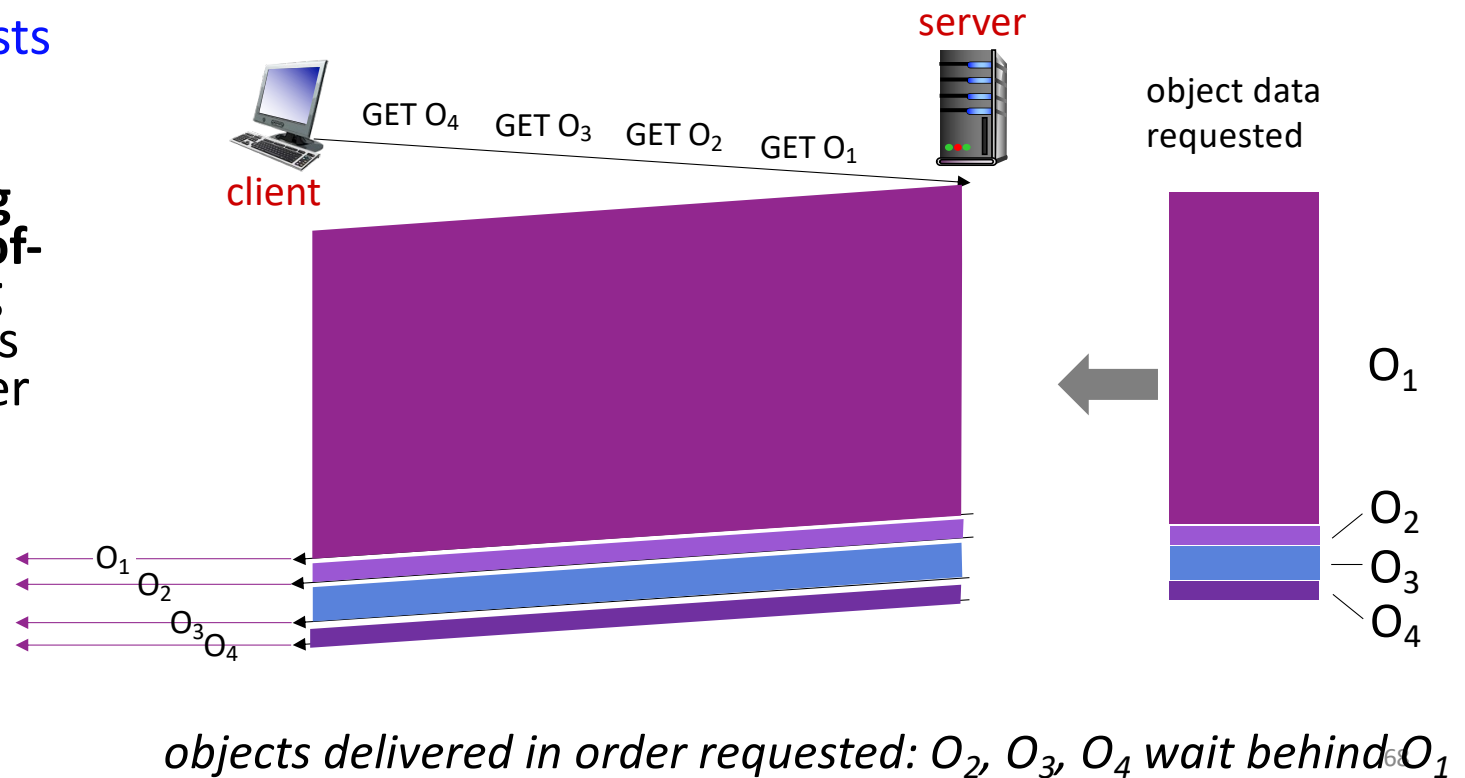 sts
server
object data
requested
GET O₄ GET O₃ GET O₂ GET O₁
client
g
of-
s
er
O₁
O₂
O₃
O₄
O₁
O₂
O₃
O₄
objects delivered in order requested: O₂, O₃, O₄ wait behind O₁
68